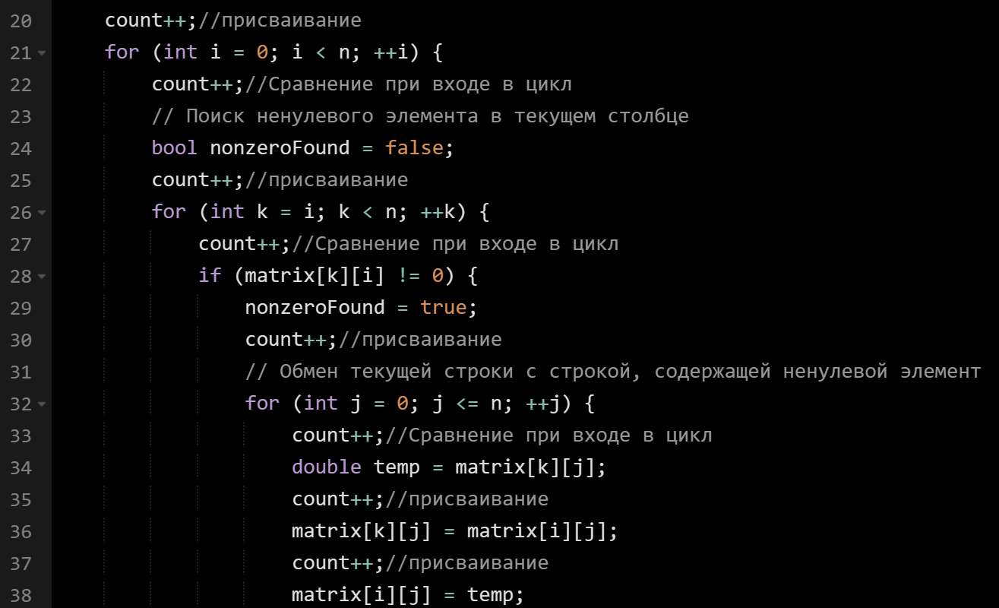 20 count++;//присваивание
21 for (int i = 0; i < n; ++i) {
22 count++;//Сравнение при входе в цикл
23 // Поиск ненулевого элемента в текущем столбце
24 bool nonzeroFound = false;
25 count++;//присваивание
26 for (int k = i; k < n; ++k) {
27 count++;//Сравнение при входе в цикл
28 if (matrix[k][i] != 0) {
29 nonzeroFound = true;
30 count++;//присваивание
31 // Обмен текущей строки с строкой, содержащей ненулевой элемент
32 for (int j = 0; j <= n; ++j) {
33 count++;//Сравнение при входе в цикл
34 double temp = matrix[k][j];
35 count++;//присваивание
36 matrix[k][j] = matrix[i][j];
37 count++;//присваивание
38 matrix[i][j] = temp;